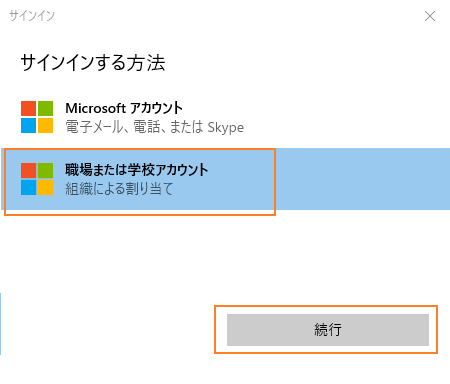 サインイン
サインインする方法
Microsoft アカウント
電子メール、電話、または Skype
職場または学校アカウント
組織による割り当て
続行